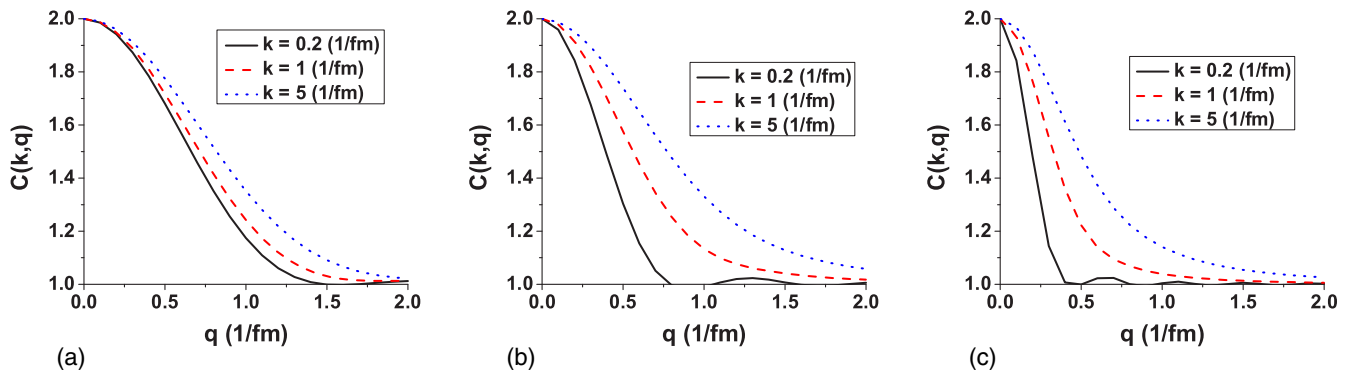 2.0
1.8
1.6
1.4
1.2
1.0
C(k,q)
k = 0.2 (1/fm)
k = 1 (1/fm)
k = 5 (1/fm)
0.0 0.5 1.0 1.5 2.0
q (1/fm)
(a)
2.0
1.8
1.6
1.4
1.2
1.0
C(k,q)
k = 0.2 (1/fm)
k = 1 (1/fm)
k = 5 (1/fm)
0.0 0.5 1.0 1.5 2.0
q (1/fm)
(b)
2.0
1.8
1.6
1.4
1.2
1.0
C(k,q)
k = 0.2 (1/fm)
k = 1 (1/fm)
k = 5 (1/fm)
0.0 0.5 1.0 1.5 2.0
q (1/fm)
(c)